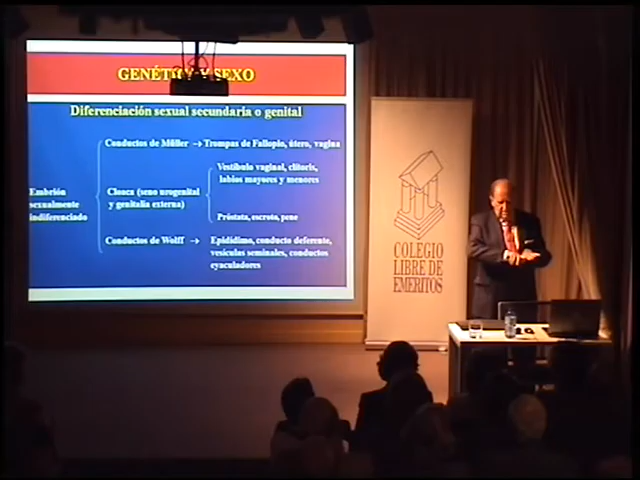 GENÉTICA Y SEXO
Diferenciación sexual secundaria o genital
Conductos de Müller → Trompas de Fallopio, útero, vagina
Vestíbulo vaginal, clítoris,
labios mayores y menores
Embrión
sexualmente
indiferenciado
Cloaca (seno urogenital
y genitalia externa)
Próstata, escroto, pene
Conductos de Wolff → Epidídimo, conducto deferente,
vesículas seminales, conductos
eyaculadores
COLEGIO
LIBRE DE
EMÉRITOS